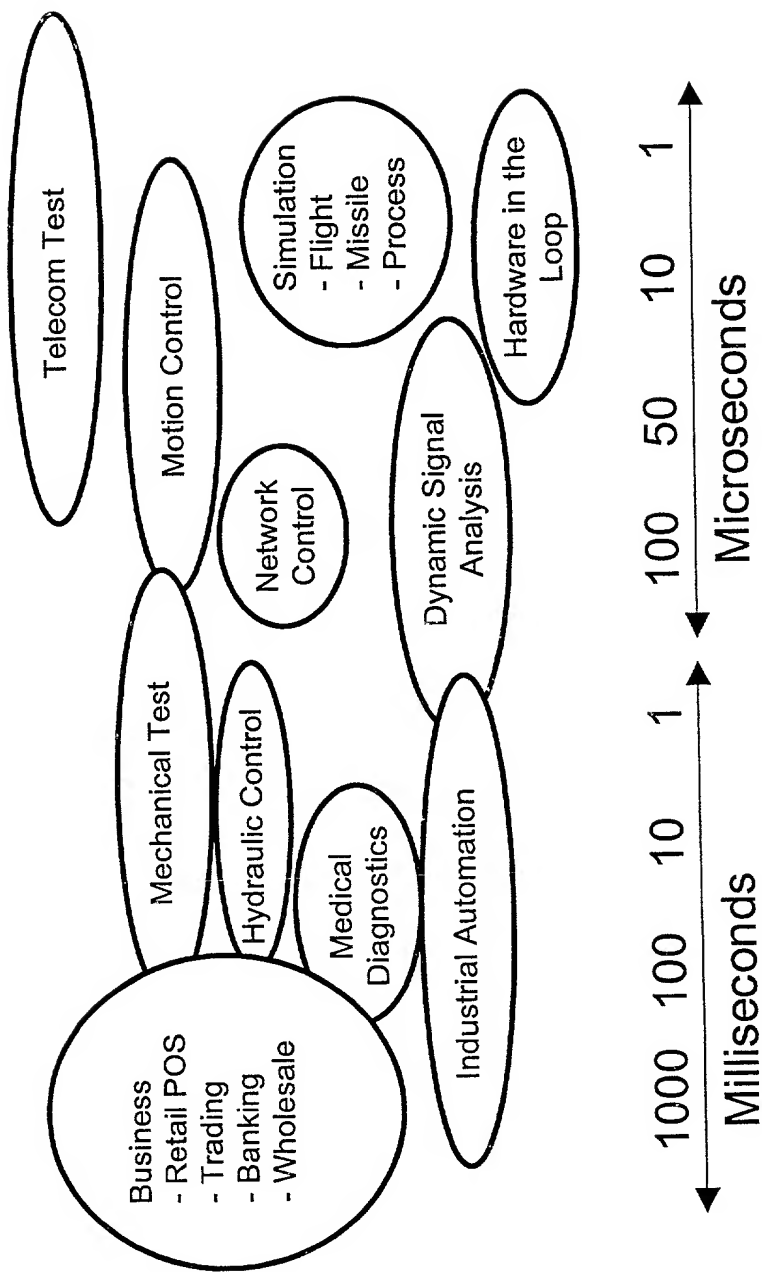 Telecom Test
Motion Control
Simulation
- Flight
- Missile
- Process
Hardware in the
Loop
Network
Control
Dynamic Signal
Analysis
Mechanical Test
Hydraulic Control
Medical
Diagnostics
Industrial Automation
Business
- Retail POS
- Trading
- Banking
- Wholesale
1000 100 10 1 100 50 10 1
Milliseconds Microseconds